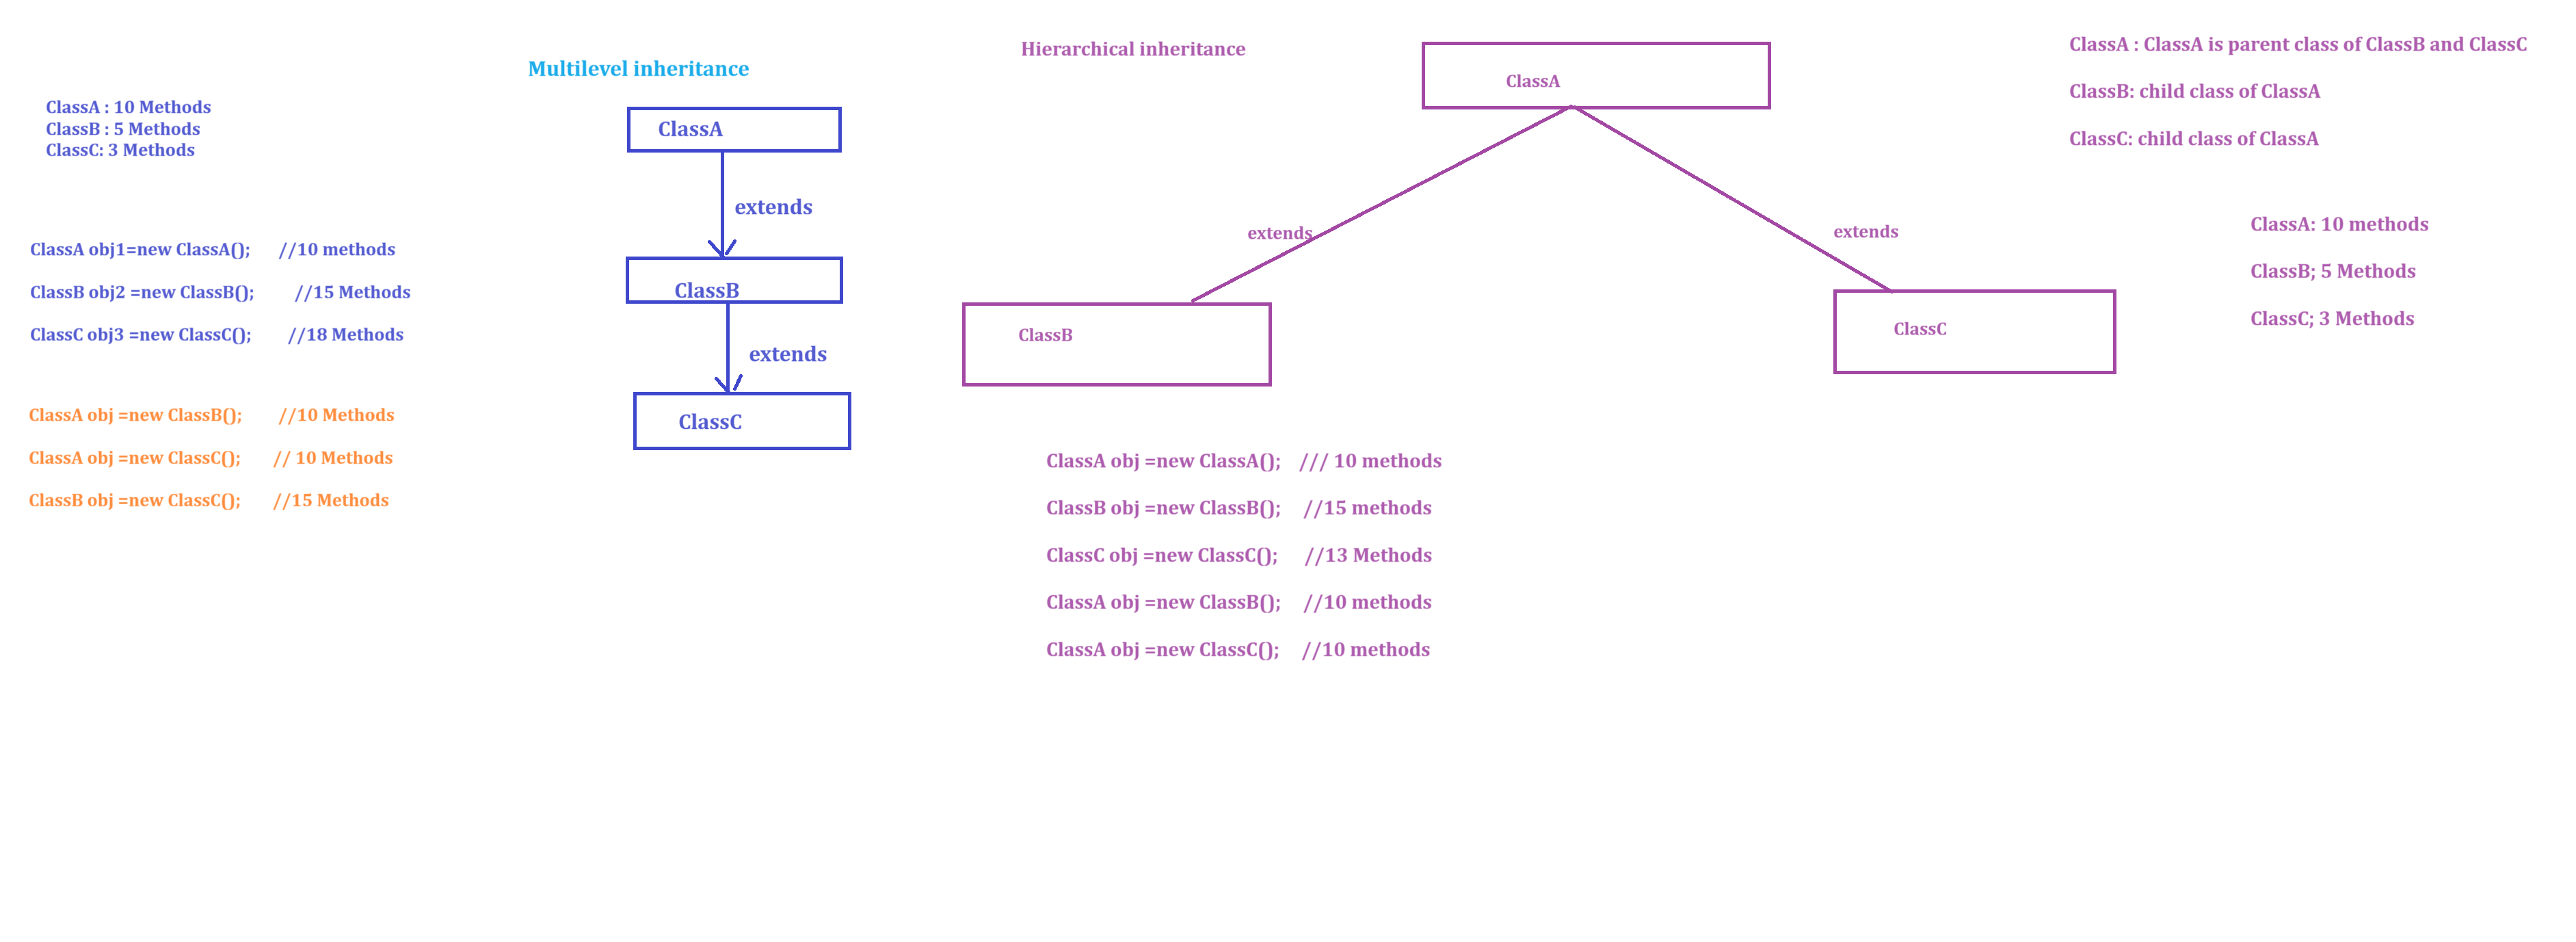 Multilevel inheritance
ClassA : 10 Methods
ClassB : 5 Methods
ClassC: 3 Methods
ClassA obj1=new ClassA(); //10 methods
ClassB obj2 =new ClassB(); //15 Methods
ClassC obj3 =new ClassC(); //18 Methods
ClassA obj =new ClassB(); //10 Methods
ClassA obj =new ClassC(); // 10 Methods
ClassB obj =new ClassC(); //15 Methods
ClassA
extends
ClassB
extends
ClassC
Hierarchical inheritance
ClassA
extends
extends
ClassB
ClassC
ClassA : ClassA is parent class of ClassB and ClassC
ClassB: child class of ClassA
ClassC: child class of ClassA
ClassA: 10 methods
ClassB; 5 Methods
ClassC; 3 Methods
ClassA obj =new ClassA(); /// 10 methods
ClassB obj =new ClassB(); //15 methods
ClassC obj =new ClassC(); //13 Methods
ClassA obj =new ClassB(); //10 methods
ClassA obj =new ClassC(); //10 methods